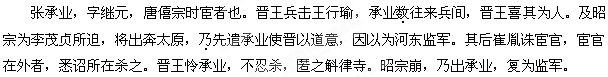 张承业，字继元，唐僖宗时宦者也。晋王兵击王行瑜，承业数往来兵间，晋王喜其为人。及昭
宗为李茂贞所迫，将出奔太原，乃先遣承业使晋以道意，因以为河东监军。其后崔胤诛宦官，宦官
在外者，悉诏所在杀之。晋王怜承业，不忍杀，匿之斛律寺。昭宗崩，乃出承业，复为监军。